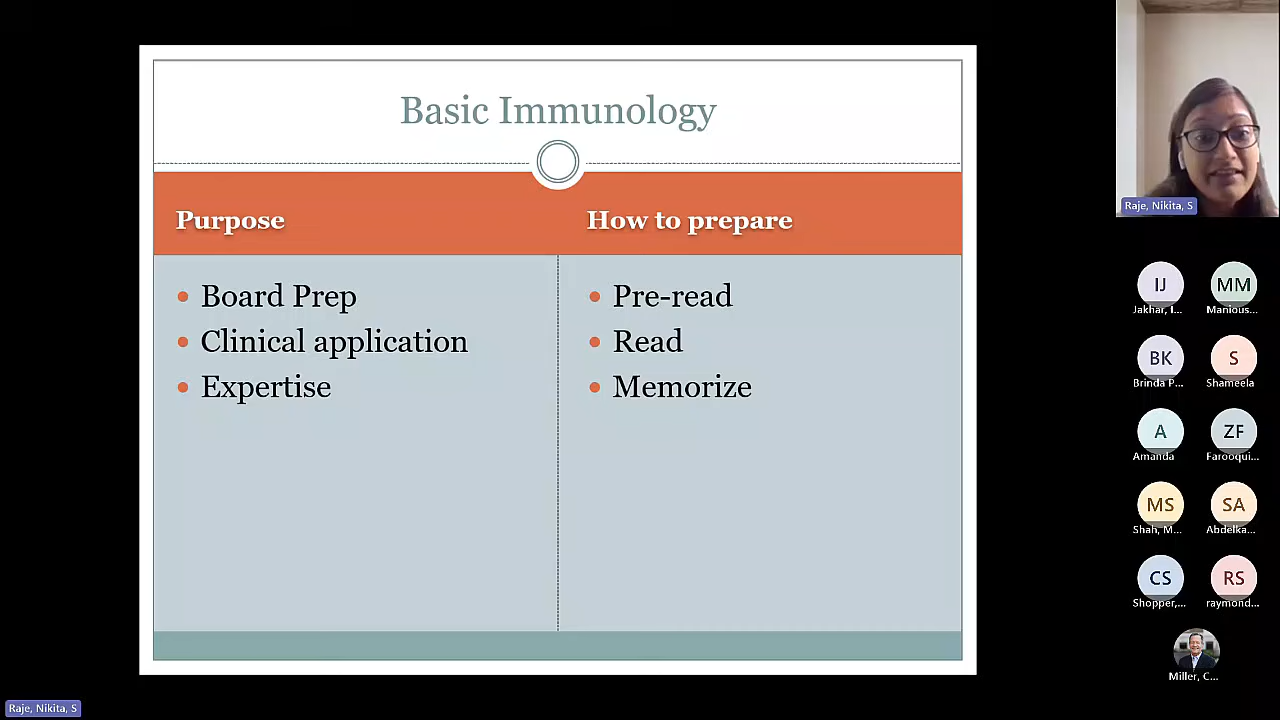 Basic Immunology
Purpose
How to prepare
Board Prep
Clinical application
Expertise
Pre-read
Read
Memorize
Raje, Nikita, S
IJ
MM
Jakhar, I...
Manious...
BK
S
Brinda P...
Shameela
A
ZF
Amanda
Farooqui...
MS
SA
Shah, M...
Abdelka...
CS
RS
Shopper,...
raymond...
Miller, C...
Raje, Nikita, S